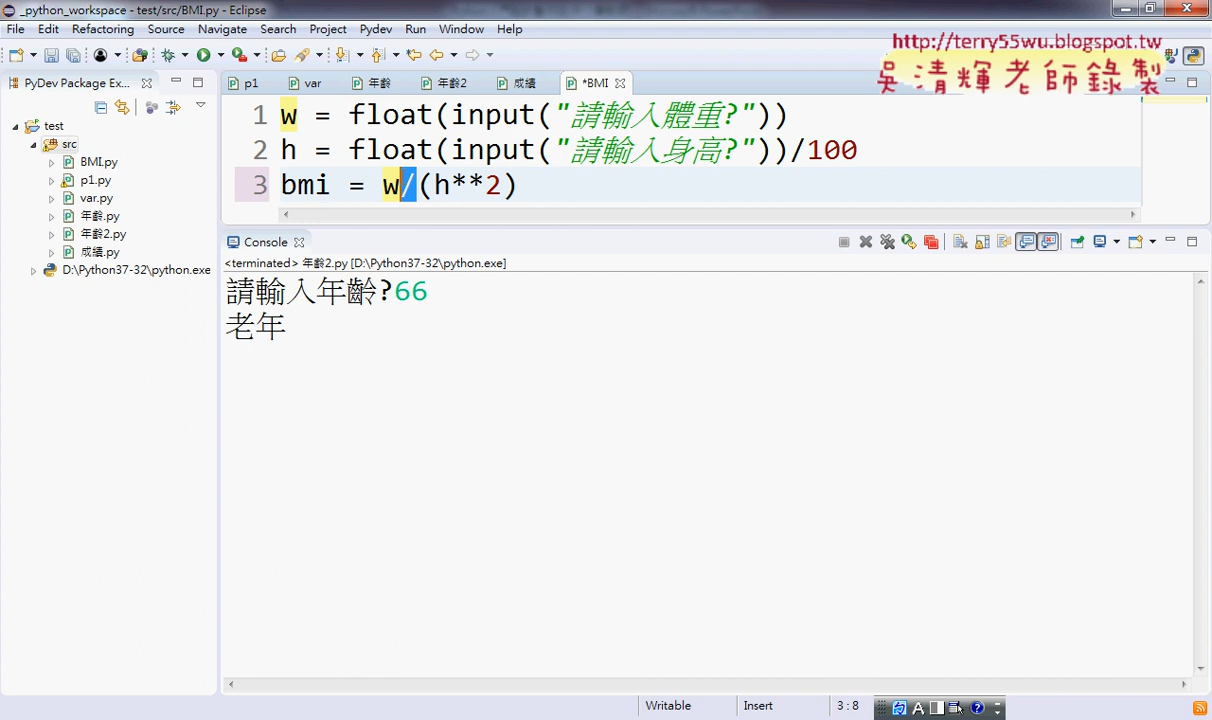 _python_workspace - test/src/BMI.py - Eclipse
File Edit Refactoring Source Navigate Search Project Pydev Run Window Help
http://terry55wu.blogspot.tw
吳清輝老師錄製
PyDev Package Ex...
p1 var 年齡 年齡2 成績 *BMI
test
src
BMI.py
p1.py
var.py
年齡.py
年齡2.py
成績.py
D:\Python37-32\python.exe
1 w = float(input("請輸入體重?"))
2 h = float(input("請輸入身高?"))/100
3 bmi = w/(h**2)
Console
<terminated> 年齡2.py [D:\Python37-32\python.exe]
請輸入年齡?66
老年
Writable Insert 3 : 8